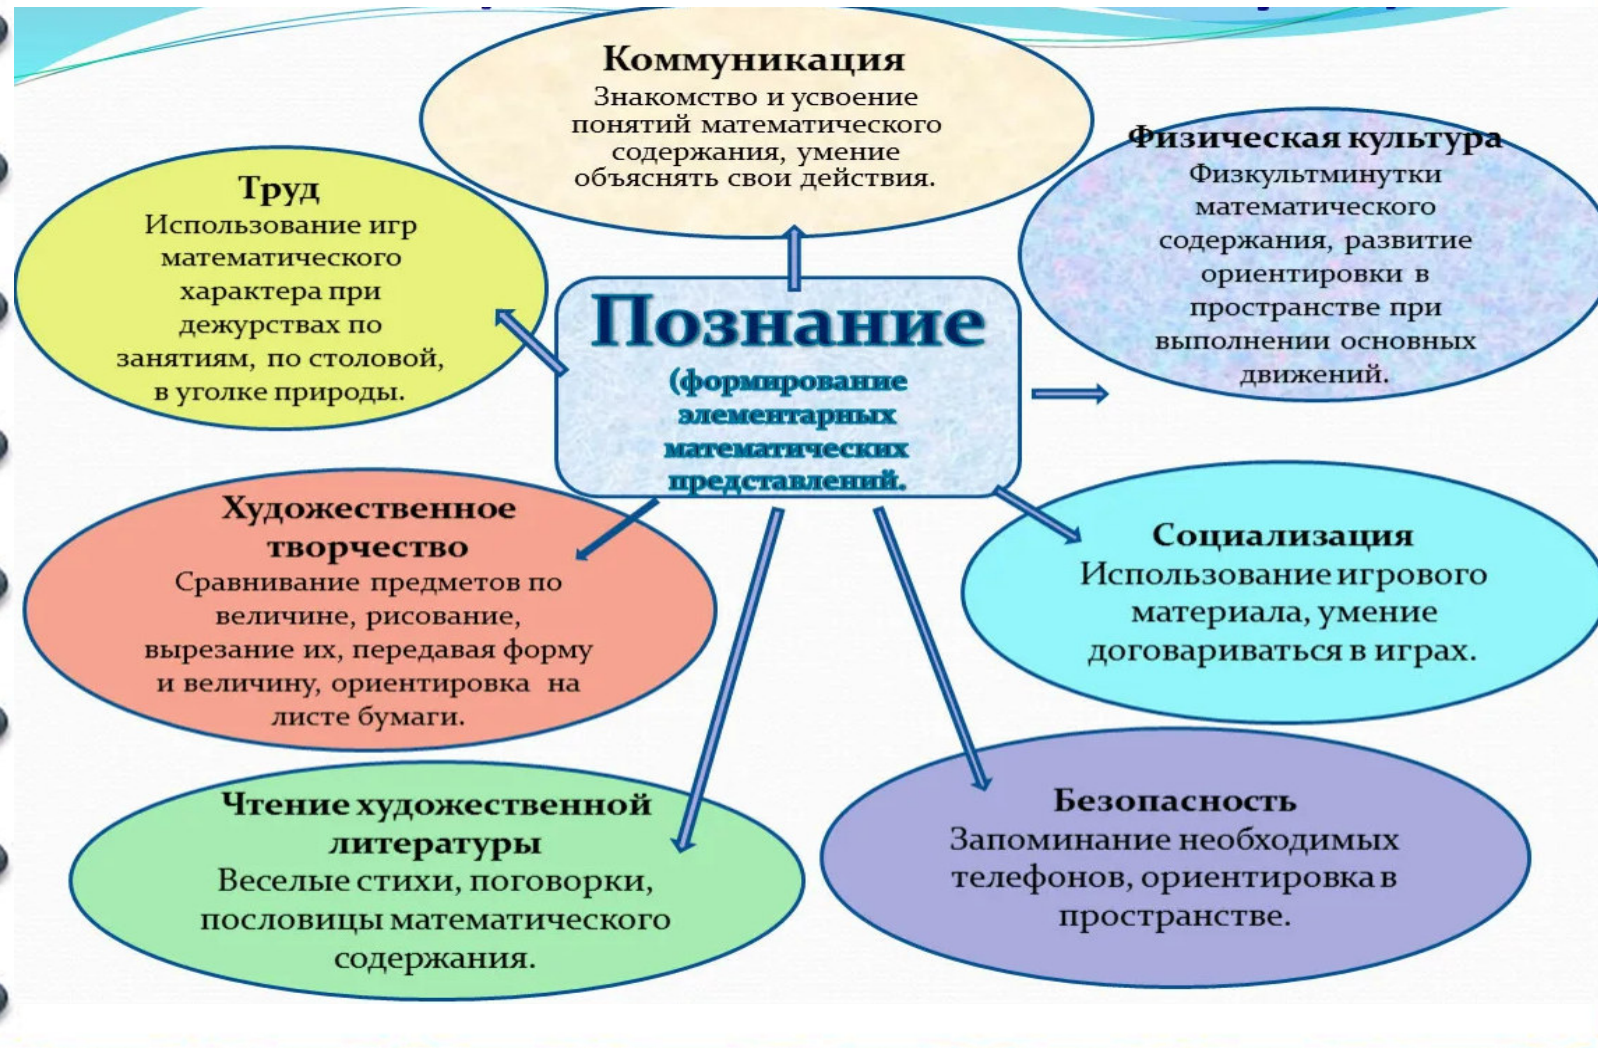 Коммуникация
Знакомство и усвоение
понятий математического
содержания, умение
объяснять свои действия.
Физическая культура
Физкультминутки
математического
содержания, развитие
ориентировки в
пространстве при
выполнении основных
движений.
Труд
Использование игр
математического
характера при
дежурствах по
занятиям, по столовой,
в уголке природы.
Познание
(формирование
элементарных
математических
представлений.
Художественное
творчество
Сравнивание предметов по
величине, рисование,
вырезание их, передавая форму
и величину, ориентировка на
листе бумаги.
Социализация
Использование игрового
материала, умение
договариваться в играх.
Чтение художественной
литературы
Веселые стихи, поговорки,
пословицы математического
содержания.
Безопасность
Запоминание необходимых
телефонов, ориентировка в
пространстве.